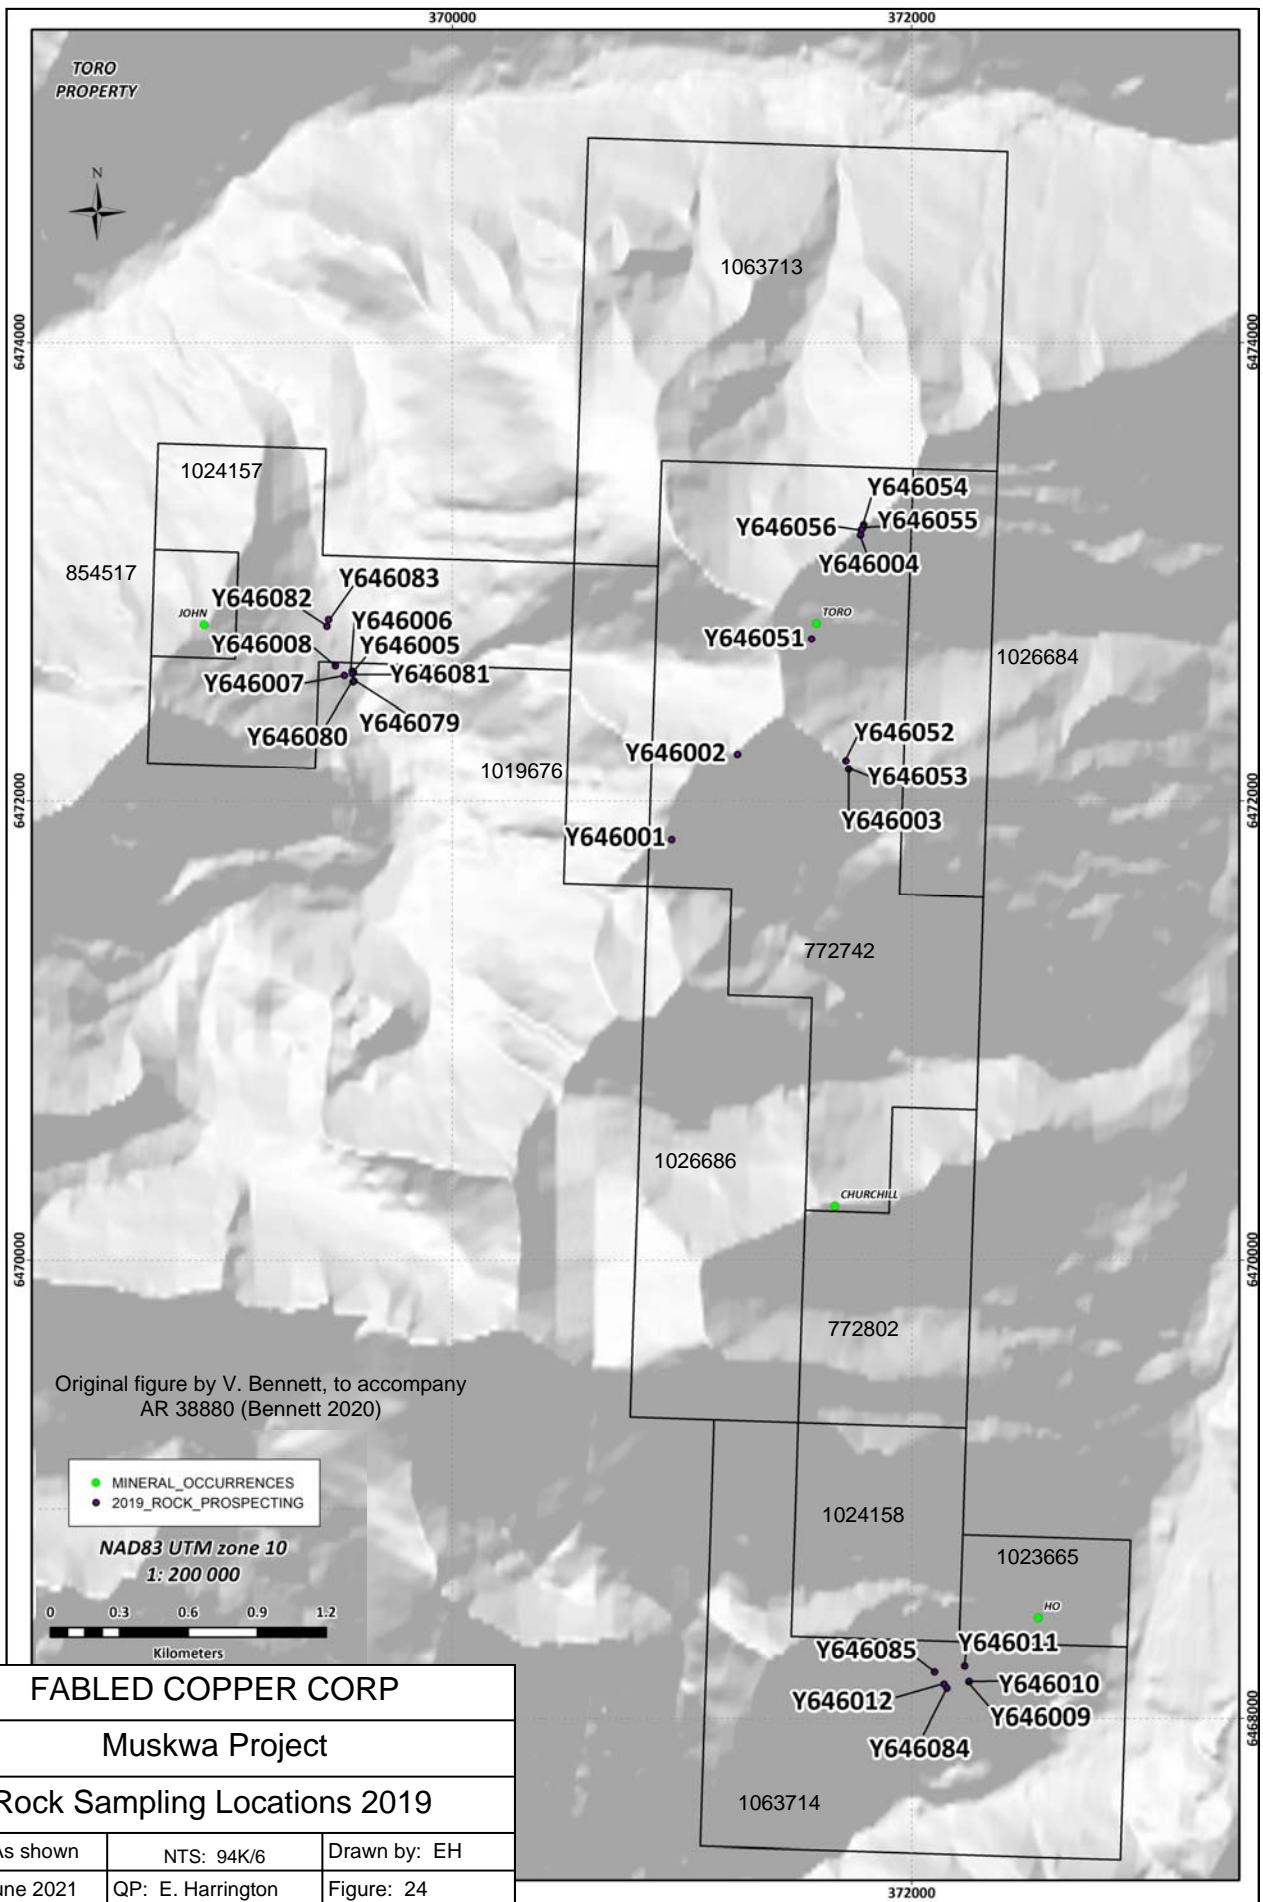 370000
372000
TORO
PROPERTY
N
1063713
6474000
6474000
1024157
Y646054
Y646056
Y646055
Y646004
854517
Y646083
Y646082
JOHN
Y646006
TORO
Y646008
Y646005
Y646051
1026684
Y646007
Y646081
Y646079
Y646080
Y646052
Y646002
1019676
Y646053
6472000
6472000
Y646003
Y646001
772742
1026686
CHURCHILL
6470000
6470000
772802
Original figure by V. Bennett, to accompany
AR 38880 (Bennett 2020)
MINERAL_OCCURRENCES
2019_ROCK_PROSPECTING
1024158
NAD83 UTM zone 10
1: 200 000
1023665
0 0.3 0.6 0.9 1.2
Kilometers
HO
Y646085
Y646011
Y646010
Y646012
Y646009
6468000
Y646084
1063714
FABLED COPPER CORP
Muskwa Project
Rock Sampling Locations 2019
As shown
NTS: 94K/6
Drawn by: EH
une 2021
QP: E. Harrington
Figure: 24
372000